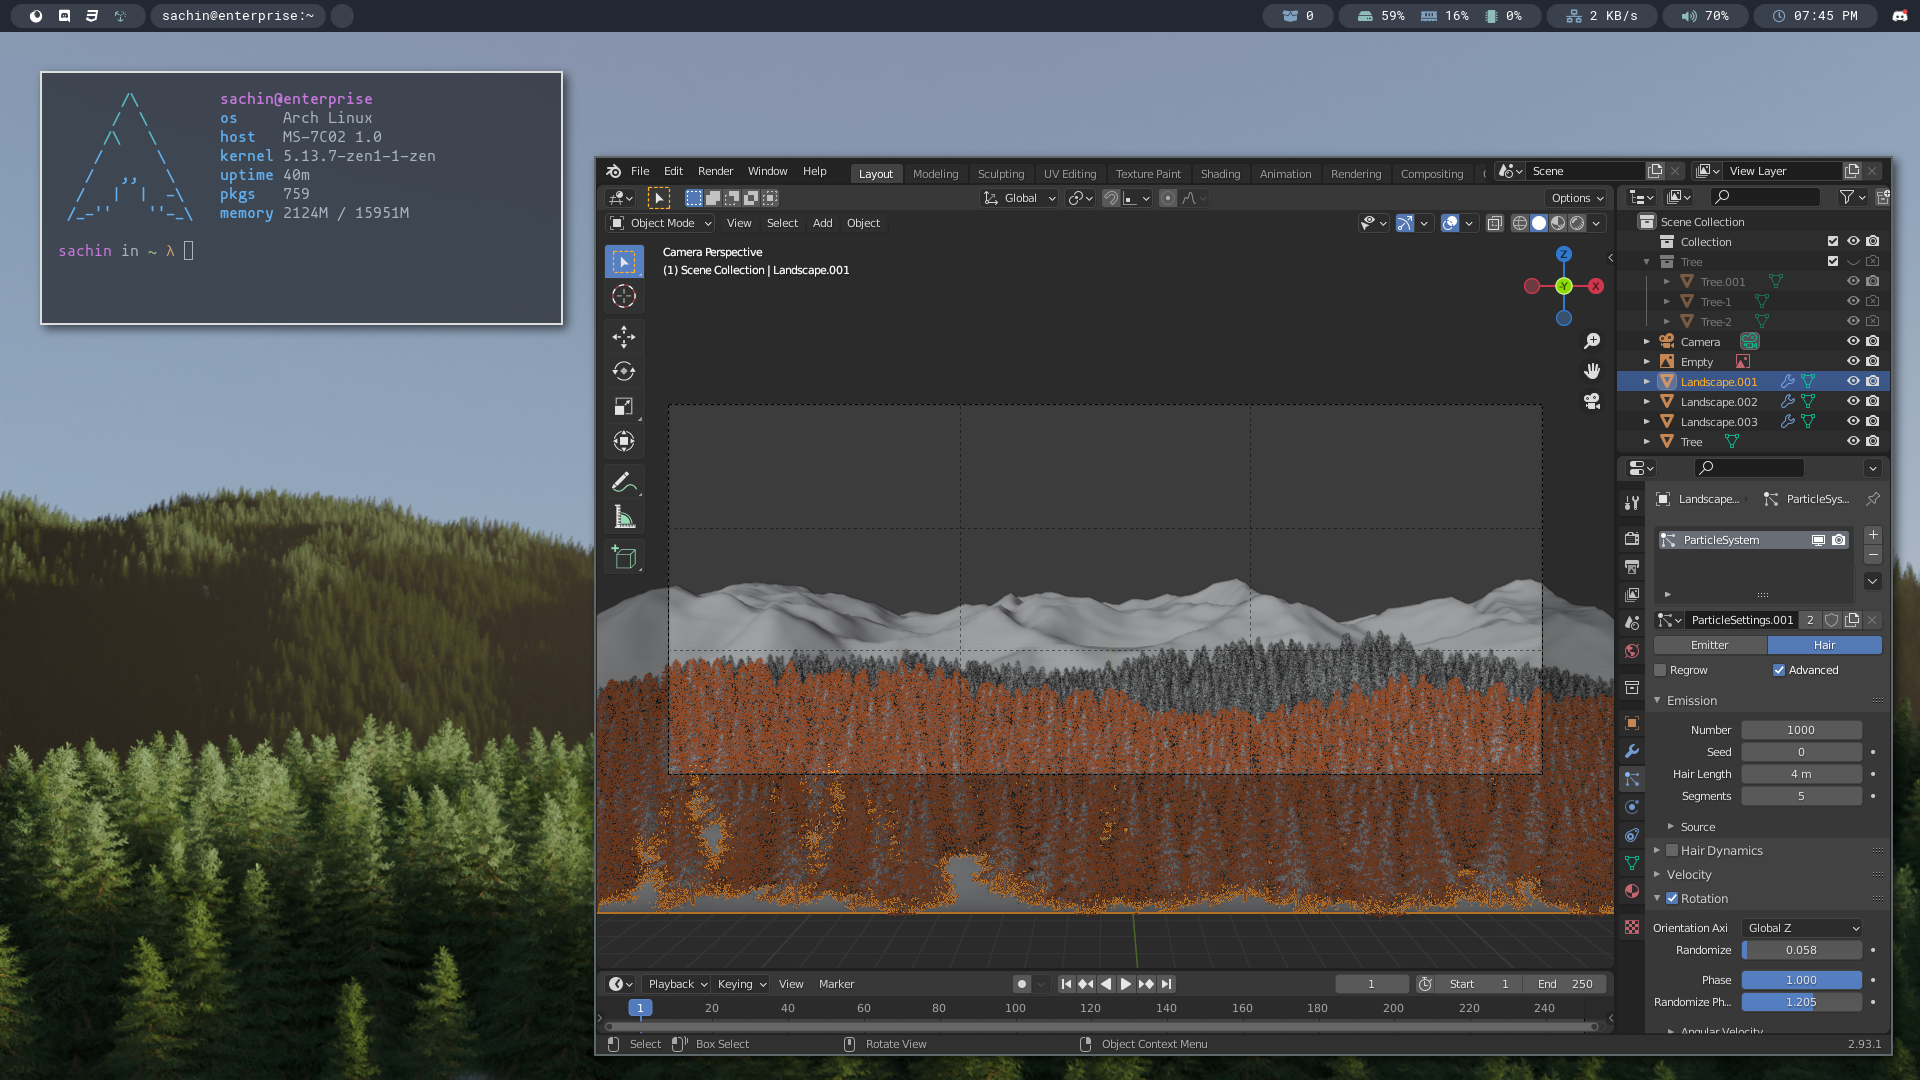 sachin@enterprise:~
0
59% 16% 0%
2 KB/s
70%
07:45 PM
sachin@enterprise
os Arch Linux
host MS-7C02 1.0
kernel 5.13.7-zen1-1-zen
uptime 40m
pkgs 759
memory 2124M / 15951M
sachin in ~ λ
File Edit Render Window Help
Layout Modeling Sculpting UV Editing Texture Paint Shading Animation Rendering Compositing
Scene
View Layer
Global
Options
Object Mode View Select Add Object
Camera Perspective
(1) Scene Collection | Landscape.001
Z
-Y
X
Scene Collection
Collection
Tree
Tree.001
Tree-1
Tree-2
Camera
Empty
Landscape.001
Landscape.002
Landscape.003
Tree
Landscape... ParticleSys...
ParticleSystem
ParticleSettings.001 2
Emitter Hair
Regrow Advanced
Emission
Number 1000
Seed 0
Hair Length 4 m
Segments 5
Source
Hair Dynamics
Velocity
Rotation
Orientation Axi Global Z
Randomize 0.058
Phase 1.000
Randomize Ph... 1.205
Angular Velocity
Playback Keying View Marker
1 Start 1 End 250
1 20 40 60 80 100 120 140 160 180 200 220 240
Select Box Select Rotate View Object Context Menu
2.93.1